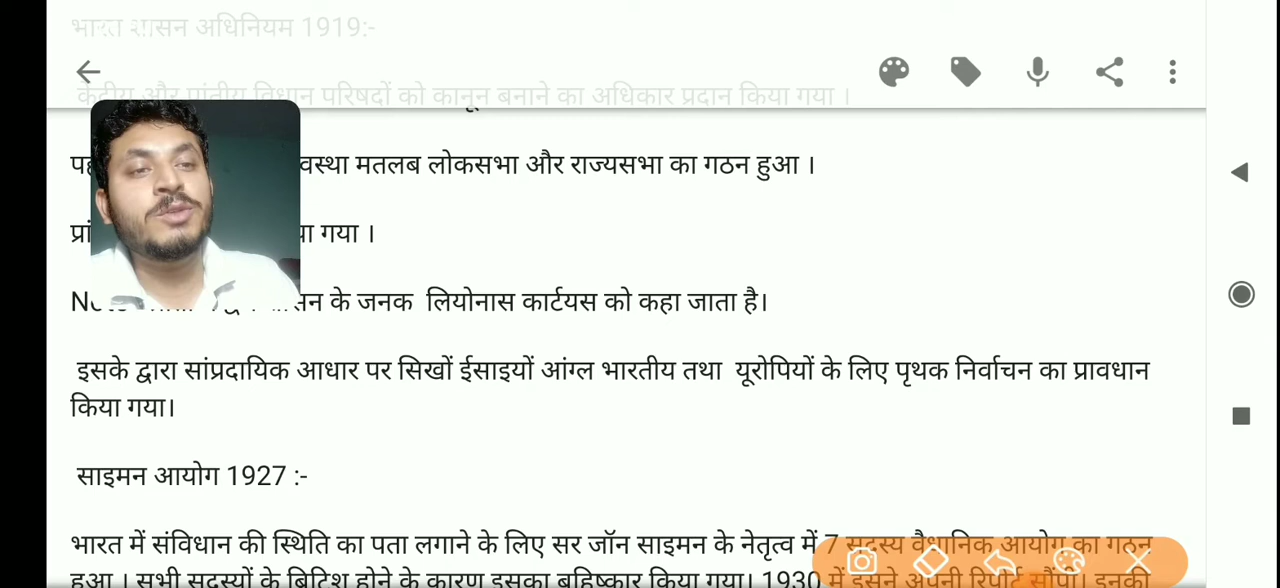 भारत शासन अधिनियम 1919:-
केंद्रीय और प्रांतीय विधान परिषदों को कानून बनाने का अधिकार प्रदान किया गया ।
वस्था मतलब लोकसभा और राज्यसभा का गठन हुआ ।
गया ।
के जनक लियोनास कार्टयस को कहा जाता है।
इसके द्वारा सांप्रदायिक आधार पर सिखों ईसाइयों आंग्ल भारतीय तथा यूरोपियों के लिए पृथक निर्वाचन का प्रावधान
किया गया।
साइमन आयोग 1927 :-
भारत में संविधान की स्थिति का पता लगाने के लिए सर जॉन साइमन के नेतृत्व में 7 सदस्य वैधानिक आयोग का गठन
हुआ । सभी सदस्यों के ब्रिटिश होने के कारण इसका बहिष्कार किया गया। 1930 में इसने अपनी रिपोर्ट सौंपी। इनकी